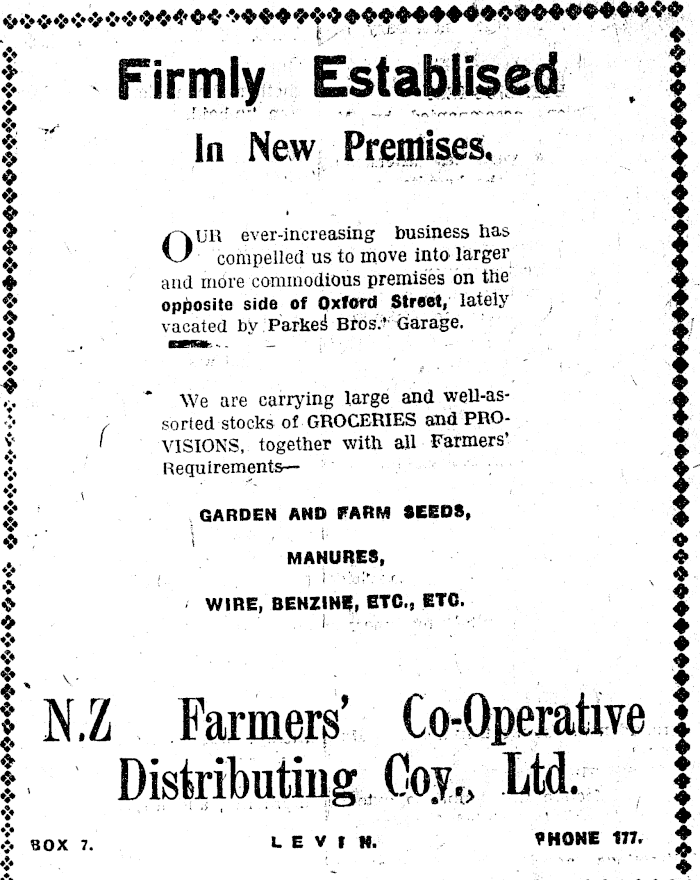 Firmly Establised
In New Premises.
OUR ever-increasing business has
compelled us to move into larger
and more commodious premises on the
opposite side of Oxford Street, lately
vacated by Parkes Bros.' Garage.
We are carrying large and well-as-
sorted stocks of GROCERIES and PRO-
VISIONS, together with all Farmers'
Requirements—
GARDEN AND FARM SEEDS,
MANURES,
WIRE, BENZINE, ETC., ETC.
N.Z Farmers' Co-Operative
Distributing Coy., Ltd.
BOX 7. LEVIN. PHONE 177.